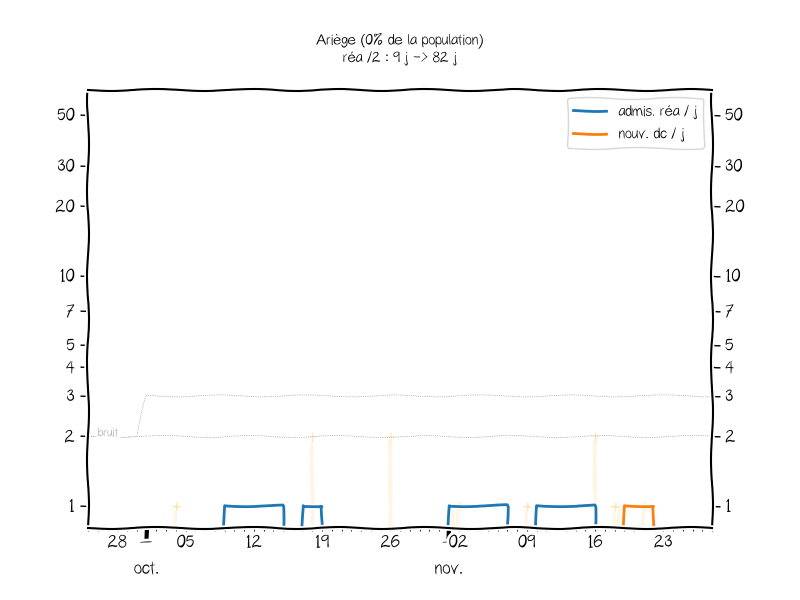 Ariège (0% de la population)
réa /2 : 9 j -> 82 j
admis. réa / j
nouv. dc / j
50 50
30 30
20 20
10 10
7 7
5 5
4 4
3 3
bruit
2 2
1 1
28 05 12 19 26 02 09 16 23
oct. nov.